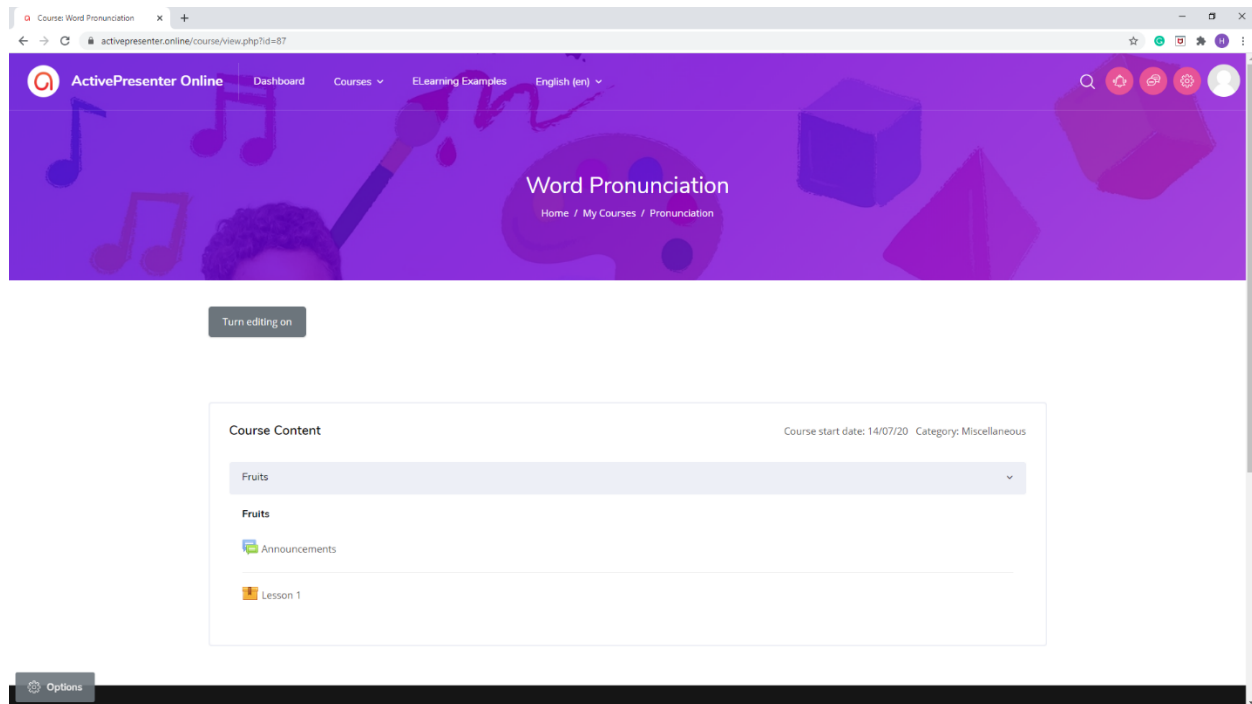 Course: Word Pronunciation
activepresenter.online/course/view.php?id=87
H
ActivePresenter Online Dashboard Courses ELearning Examples English (en)
Word Pronunciation
Home / My Courses / Pronunciation
Turn editing on
Course Content Course start date: 14/07/20 Category: Miscellaneous
Fruits
Fruits
Announcements
Lesson 1
Options